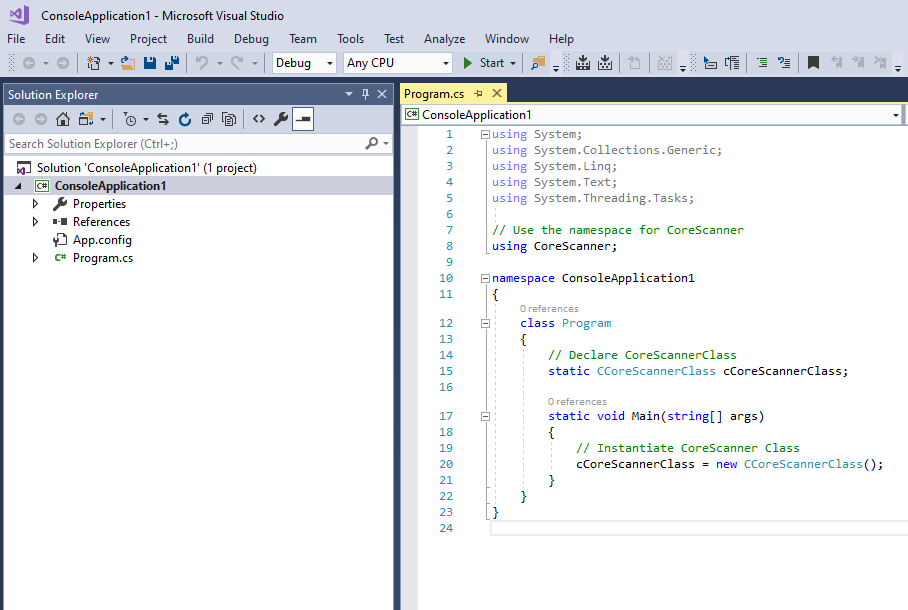 ConsoleApplication1 - Microsoft Visual Studio
File Edit View Project Build Debug Team Tools Test Analyze Window Help
Debug Any CPU Start
Solution Explorer
Search Solution Explorer (Ctrl+;)
Solution 'ConsoleApplication1' (1 project)
C# ConsoleApplication1
Properties
References
App.config
C# Program.cs
Program.cs
C# ConsoleApplication1
1 using System;
2 using System.Collections.Generic;
3 using System.Linq;
4 using System.Text;
5 using System.Threading.Tasks;
6
7 // Use the namespace for CoreScanner
8 using CoreScanner;
9
10 namespace ConsoleApplication1
11 {
0 references
12 class Program
13 {
14 // Declare CoreScannerClass
15 static CCoreScannerClass cCoreScannerClass;
16
0 references
17 static void Main(string[] args)
18 {
19 // Instantiate CoreScanner Class
20 cCoreScannerClass = new CCoreScannerClass();
21 }
22 }
23 }
24